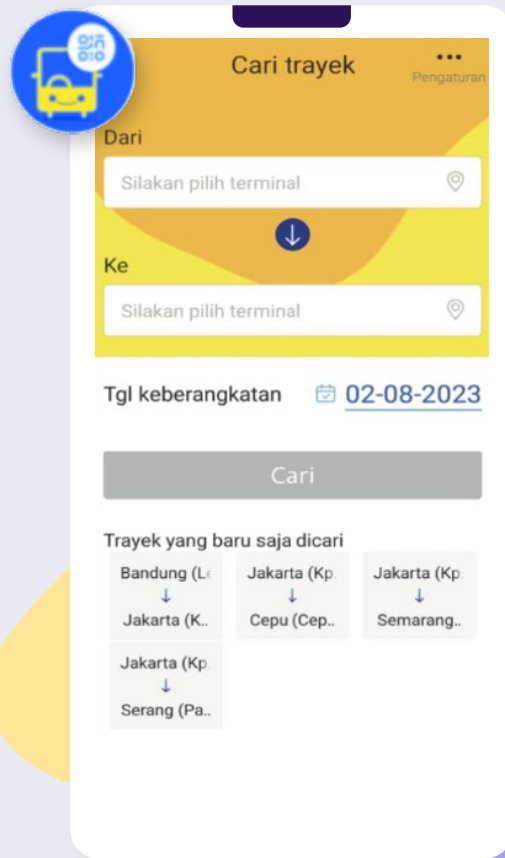 Cari trayek
Pengaturan
Dari
Silakan pilih terminal
Ke
Silakan pilih terminal
Tgl keberangkatan 02-08-2023
Cari
Trayek yang baru saja dicari
Bandung (Le
Jakarta (K..
Jakarta (Kp.
Cepu (Cep..
Jakarta (Kp.
Semarang..
Jakarta (Kp.
Serang (Pa..